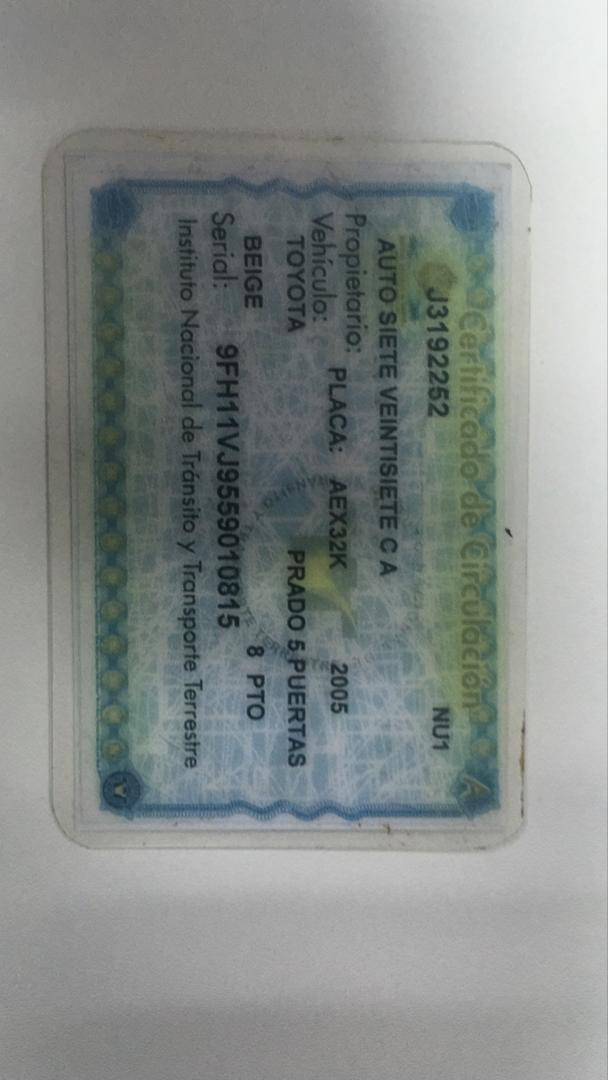 Certificado de Circulación A
J3192252 NU1
AUTO SIETE VEINTISIETE C A
Propietario:
PLACA: AEX32K 2005
Vehículo:
TOYOTA PRADO 5 PUERTAS
BEIGE 8 PTO
Serial: 9FH11VJ9559010815
Instituto Nacional de Tránsito y Transporte Terrestre